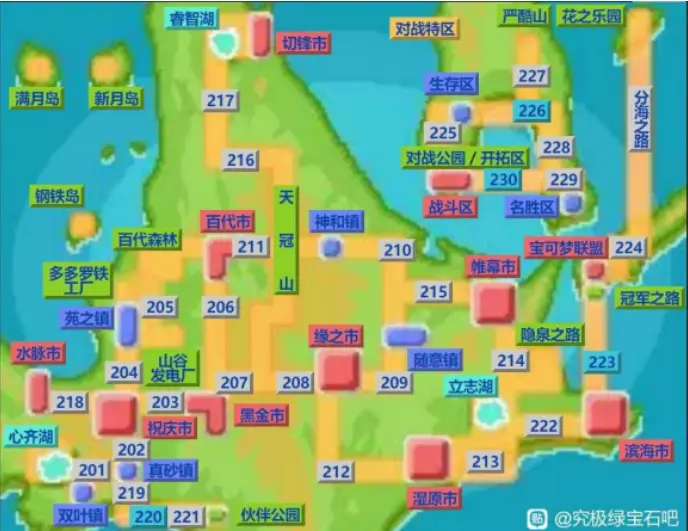 睿智湖
切锋市
对战特区
严酷山
花之乐园
满月岛
新月岛
217
生存区
227
226
分海之路
225
216
对战公园/开拓区
228
战斗区
230
229
名胜区
钢铁岛
天冠山
百代森林
百代市
211
神和镇
210
宝可梦联盟
224
多多罗铁
工厂
205
206
帷幕市
215
冠军之路
苑之镇
缘之市
随意镇
隐泉之路
水脉市
204
山谷
发电厂
207
208
209
214
223
218
203
祝庆市
黑金市
立志湖
222
滨海市
心齐湖
202
201
真砂镇
212
湿原市
213
219
双叶镇
220
221
伙伴公园
贴 @究极绿宝石吧